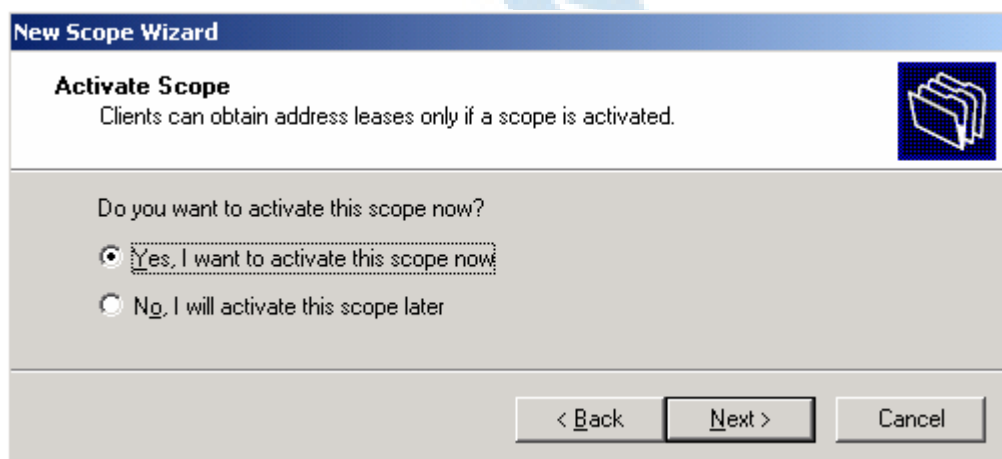 New Scope Wizard
Activate Scope
Clients can obtain address leases only if a scope is activated.
Do you want to activate this scope now?
Yes, I want to activate this scope now
No, I will activate this scope later
< Back
Next >
Cancel